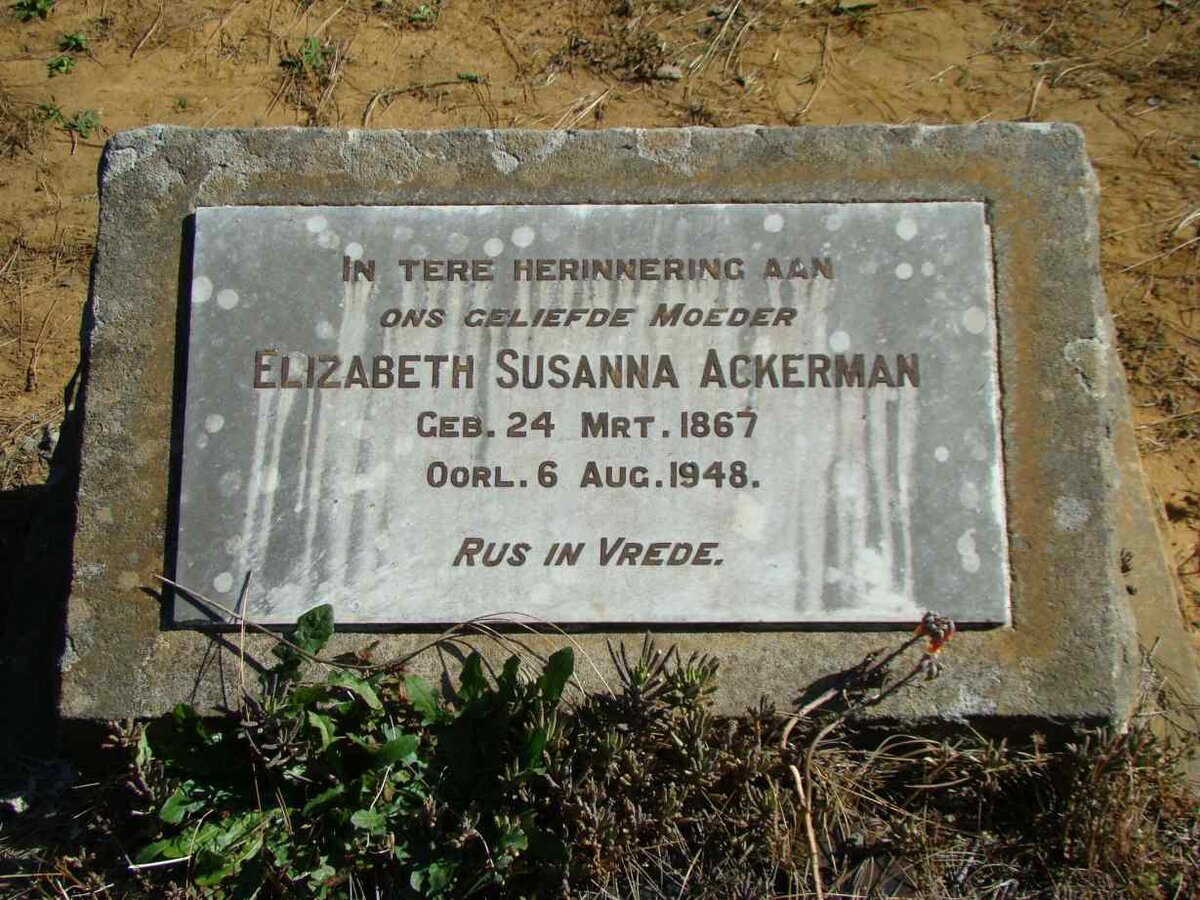 In tere herinnering aan
ons geliefde Moeder
Elizabeth Susanna Ackerman
Geb. 24 Mrt. 1867
Oorl. 6 Aug. 1948.
Rus in Vrede.